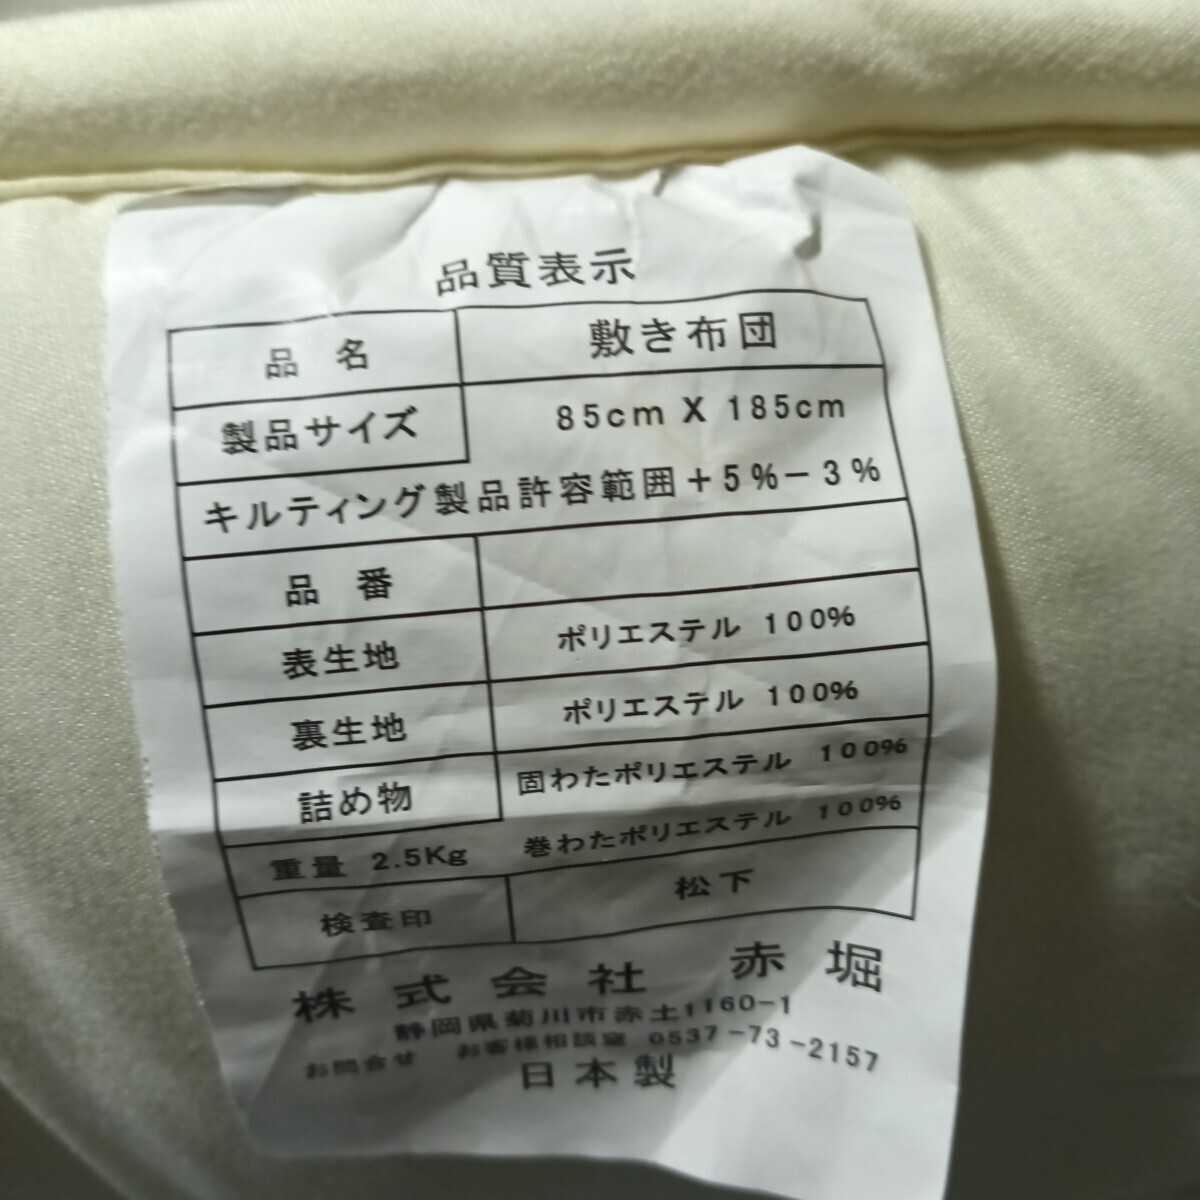 品質表示
品 名 敷き布団
製品サイズ 85cm X 185cm
キルティング製品許容範囲+5%-3%
品 番
表生地 ポリエステル 100%
裏生地 ポリエステル 100%
詰め物 固わたポリエステル 100%
重量 2.5Kg 巻わたポリエステル 100%
検査印 松下
株式会社 赤堀
静岡県菊川市赤土1160-1
お問合せ お客様相談室 0537-73-2157
日本製